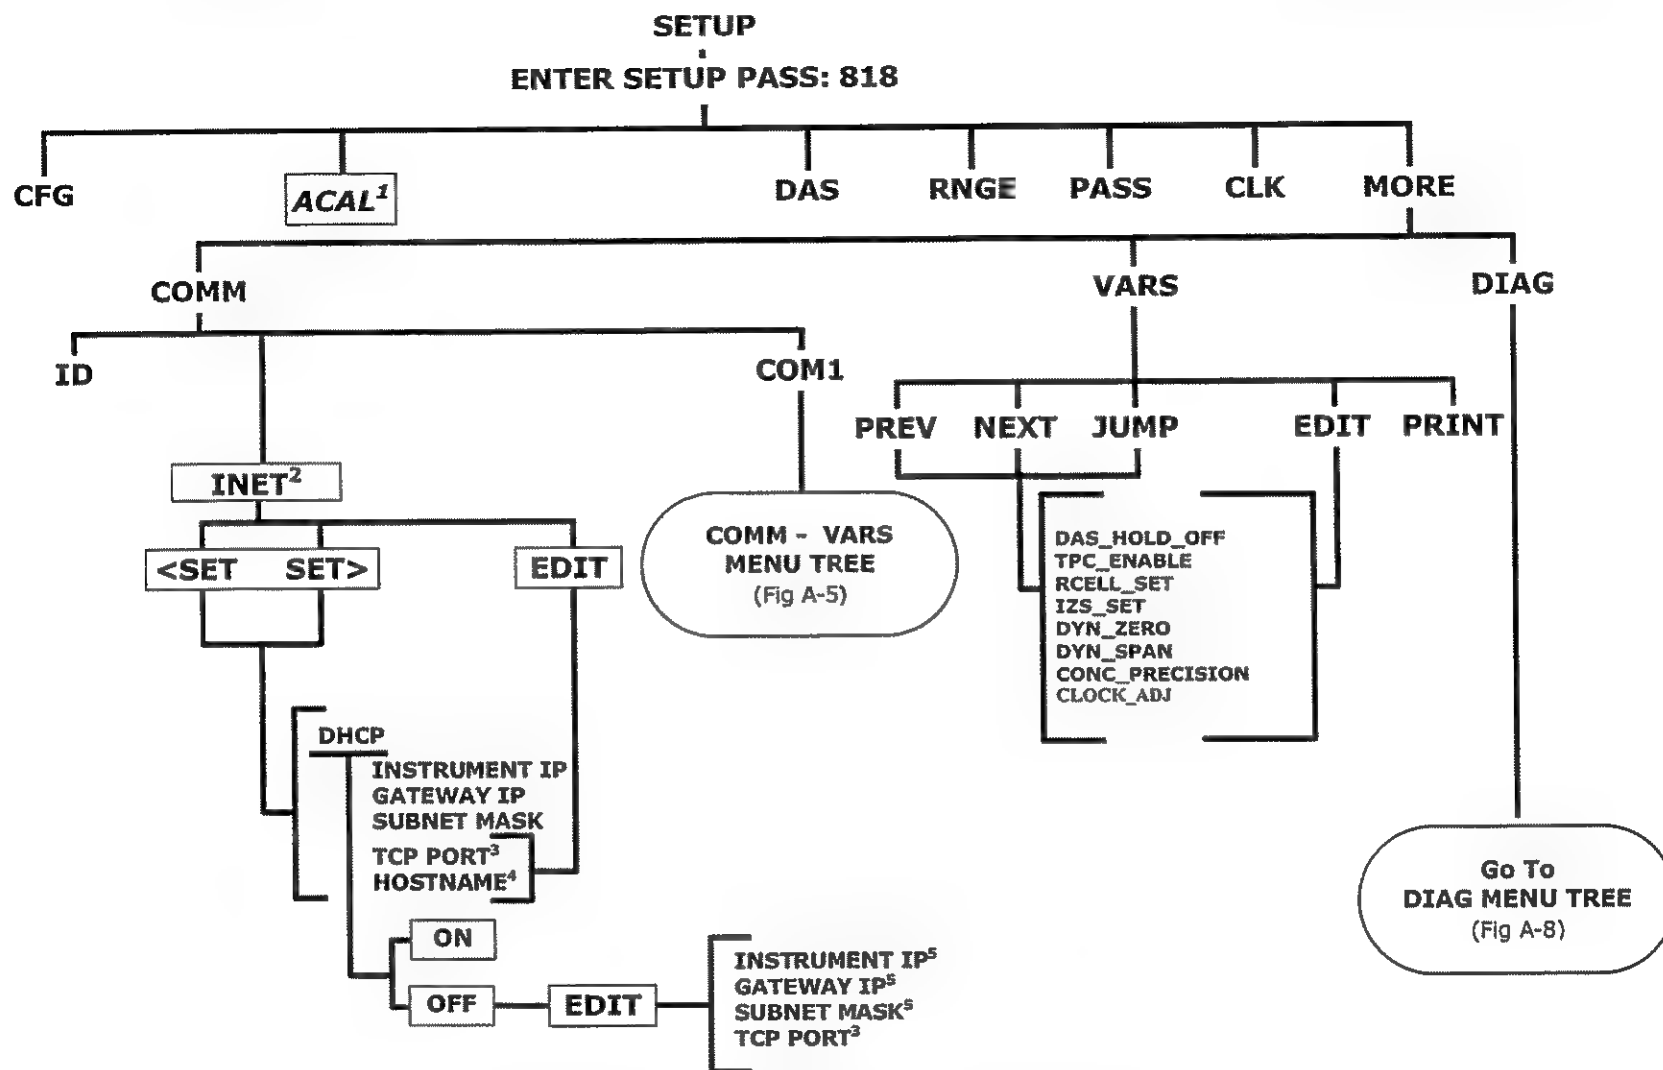 SETUP
ENTER SETUP PASS: 818
CFG
ACAL¹
DAS
RNGE
PASS
CLK
MORE
COMM
VARS
DIAG
ID
COM1
PREV
NEXT
JUMP
EDIT
PRINT
INET²
<SET SET>
EDIT
COMM - VARS
MENU TREE
(Fig A-5)
DAS_HOLD_OFF
TPC_ENABLE
RCELL_SET
IZS_SET
DYN_ZERO
DYN_SPAN
CONC_PRECISION
CLOCK_ADJ
DHCP
INSTRUMENT IP
GATEWAY IP
SUBNET MASK
TCP PORT³
HOSTNAME⁴
ON
OFF
EDIT
INSTRUMENT IP⁵
GATEWAY IP⁵
SUBNET MASK⁵
TCP PORT³
Go To
DIAG MENU TREE
(Fig A-8)